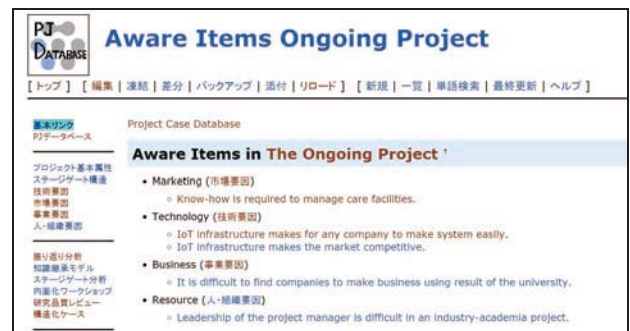 PJ
DATABASE
Aware Items Ongoing Project
[ トップ ] [ 編集 | 凍結 | 差分 | バックアップ | 添付 | リロード ] [ 新規 | 一覧 | 単語検索 | 最終更新 | ヘルプ ]
基本リンク
PJデータベース
プロジェクト基本属性
ステージゲート構造
技術要因
市場要因
事業要因
人・組織要因
振り返り分析
知識継承モデル
ステージゲート分析
内面化ワークショップ
研究品質レビュー
構造化ケース
Project Case Database
Aware Items in The Ongoing Project †
• Marketing (市場要因)
○ Know-how is required to manage care facilities.
• Technology (技術要因)
○ IoT infrastructure makes for any company to make system easily.
○ IoT infrastructure makes the market competitive.
• Business (事業要因)
○ It is difficult to find companies to make business using result of the university.
• Resource (人・組織要因)
○ Leadership of the project manager is difficult in an industry-academia project.